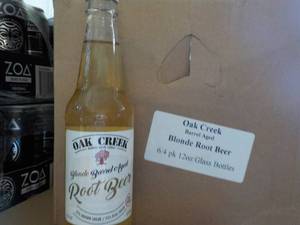 ZOA
ZOA
OAK CREEK
Blonde Barrel Aged
Root Beer
Oak Creek
Barrel Aged
Blonde Root Beer
6/4 pk 12oz Glass Bottles